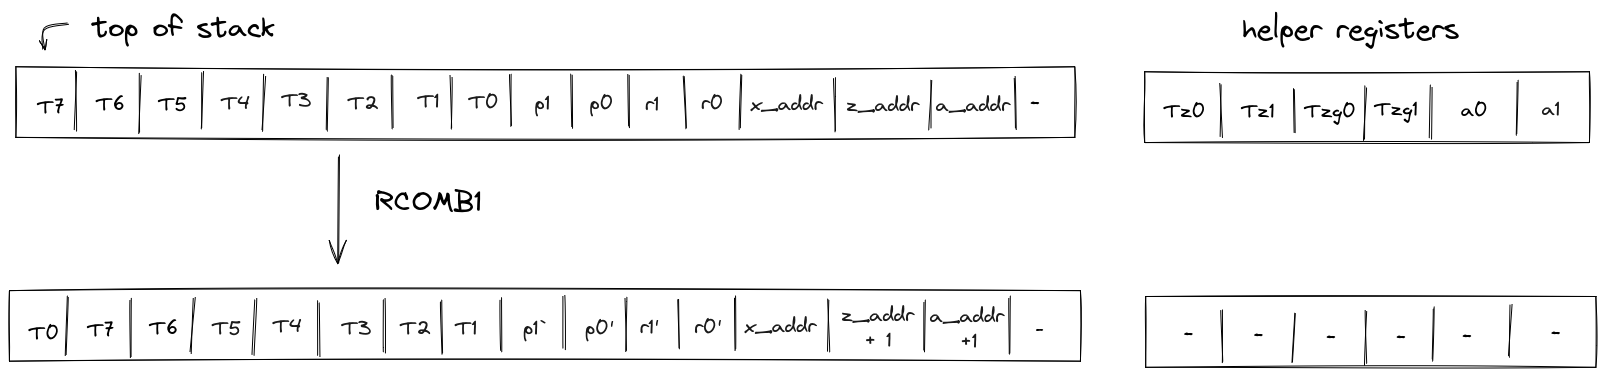 top of stack
helper registers
T7 T6 T5 T4 T3 T2 T1 T0 p1 p0 r1 r0 x_addr z_addr a_addr -
Tz0 Tz1 Tzg0 Tzg1 a0 a1
RCOMB1
T0 T7 T6 T5 T4 T3 T2 T1 p1` p0' r1' r0' x_addr z_addr + 1 a_addr +1 -
- - - - - -